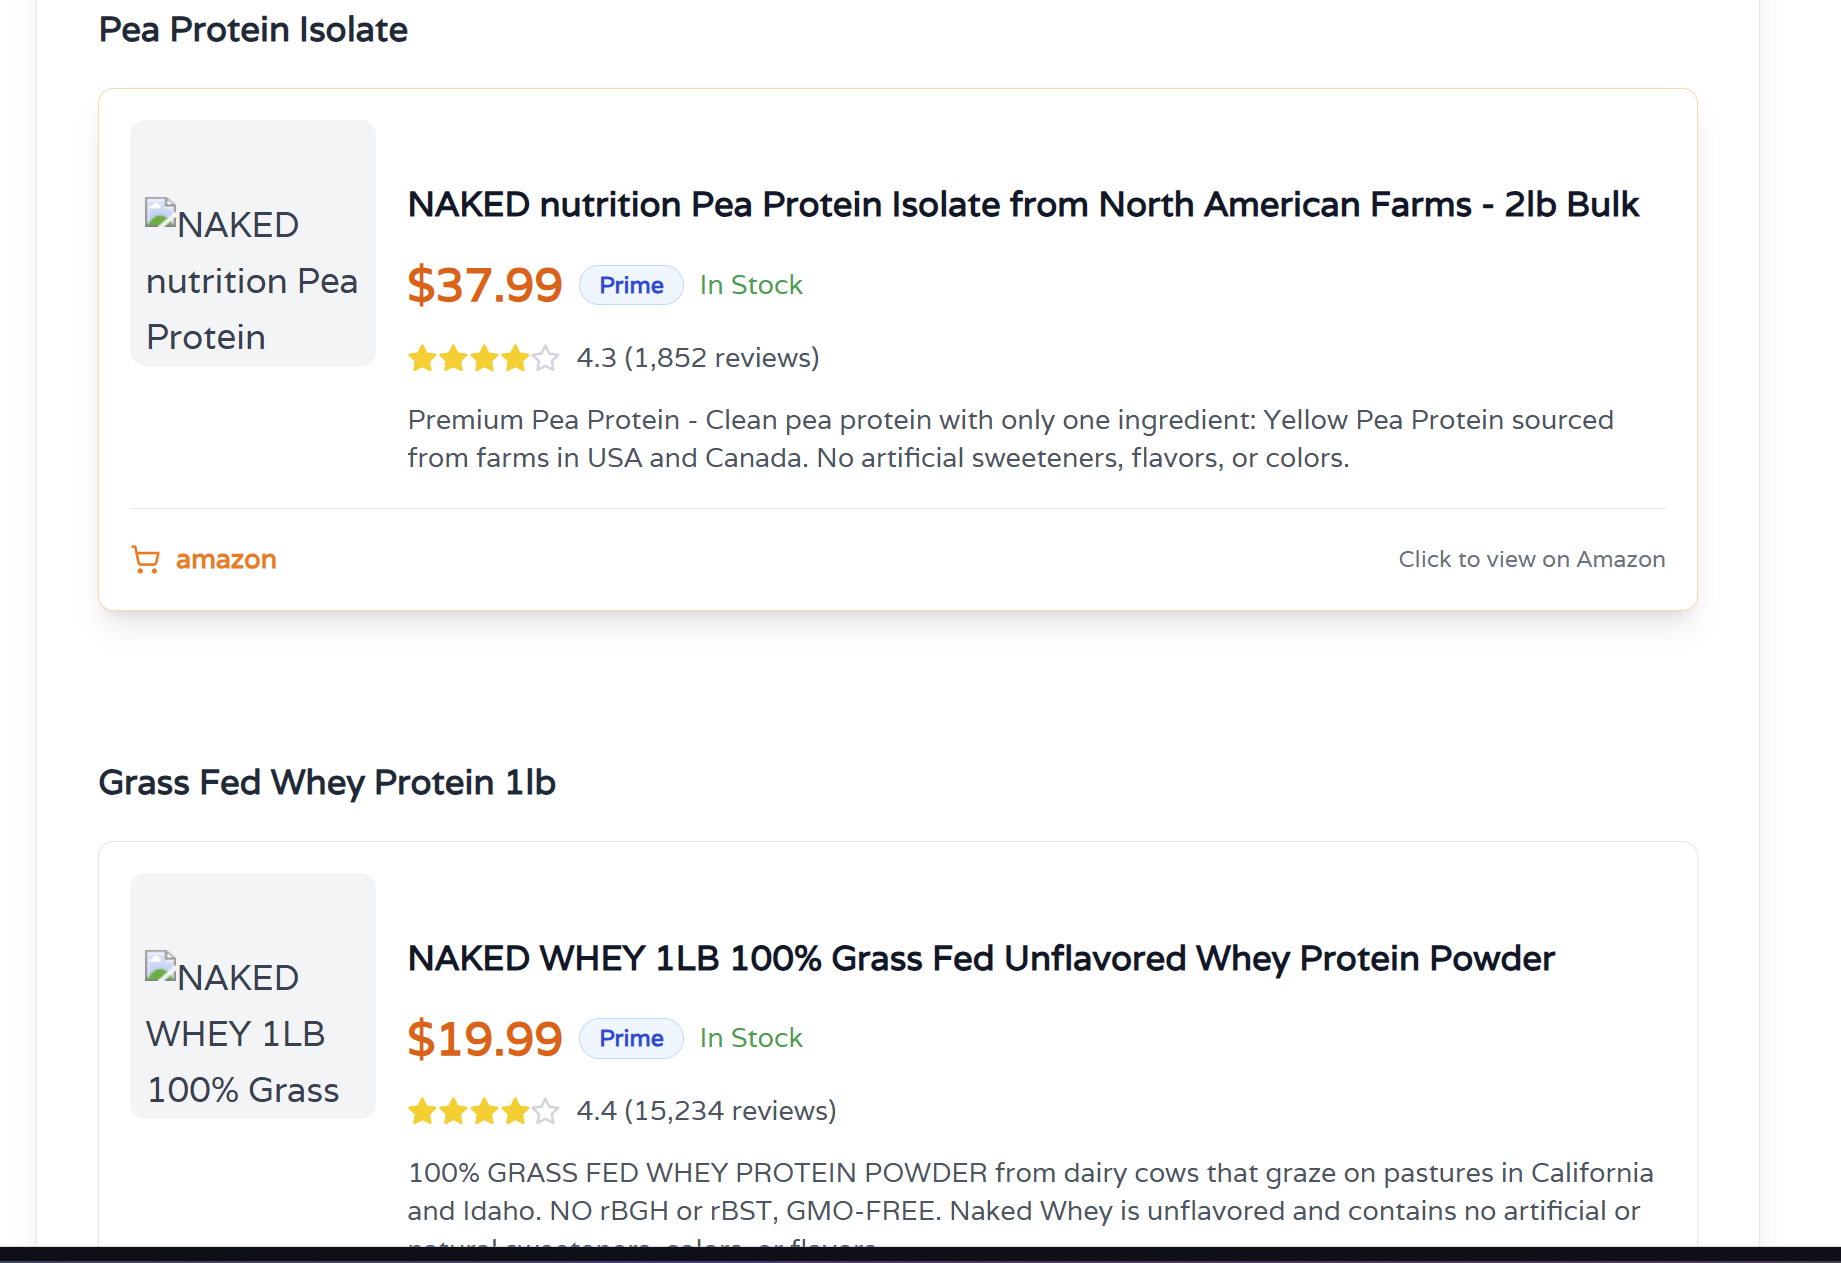 Pea Protein Isolate
NAKED
nutrition Pea
Protein
NAKED nutrition Pea Protein Isolate from North American Farms - 2lb Bulk
$37.99 Prime In Stock
4.3 (1,852 reviews)
Premium Pea Protein - Clean pea protein with only one ingredient: Yellow Pea Protein sourced
from farms in USA and Canada. No artificial sweeteners, flavors, or colors.
amazon
Click to view on Amazon
Grass Fed Whey Protein 1lb
NAKED
WHEY 1LB
100% Grass
NAKED WHEY 1LB 100% Grass Fed Unflavored Whey Protein Powder
$19.99 Prime In Stock
4.4 (15,234 reviews)
100% GRASS FED WHEY PROTEIN POWDER from dairy cows that graze on pastures in California
and Idaho. NO rBGH or rBST, GMO-FREE. Naked Whey is unflavored and contains no artificial or
natural sweeteners, colors, or flavors.